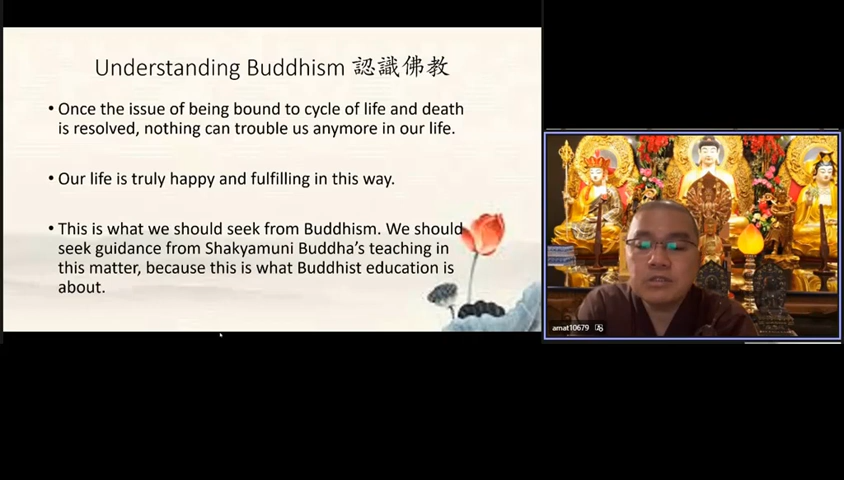 Understanding Buddhism 認識佛教
• Once the issue of being bound to cycle of life and death
is resolved, nothing can trouble us anymore in our life.
• Our life is truly happy and fulfilling in this way.
• This is what we should seek from Buddhism. We should
seek guidance from Shakyamuni Buddha’s teaching in
this matter, because this is what Buddhist education is
about.
amat10679